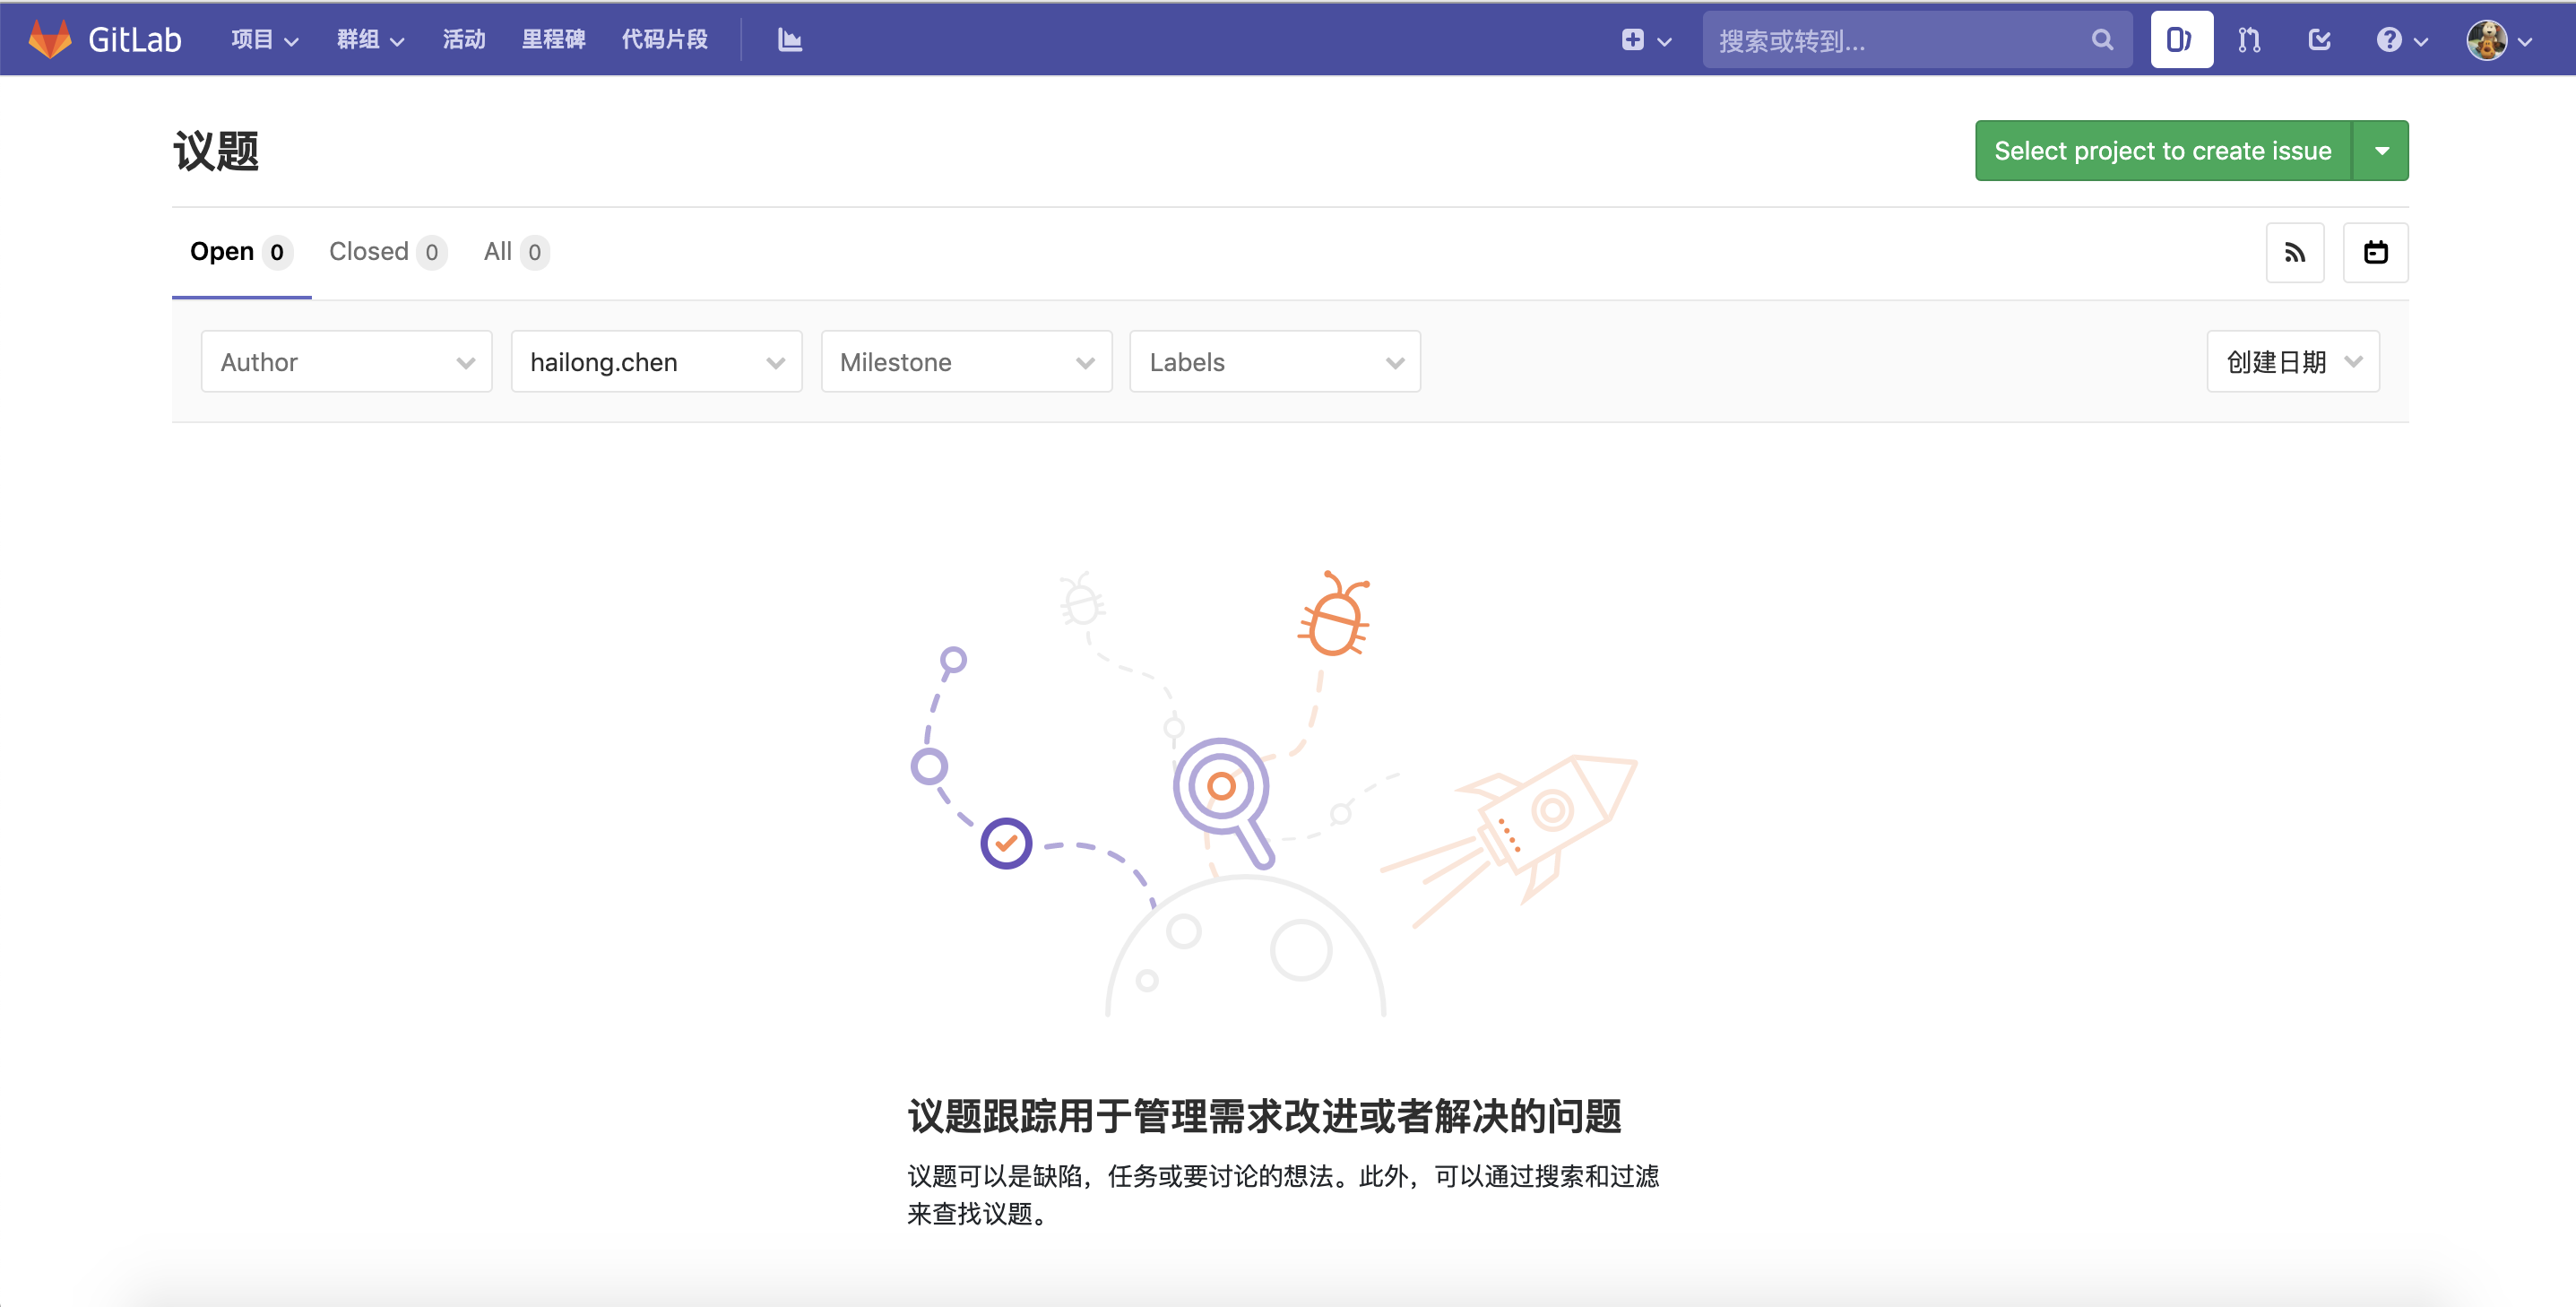 GitLab 项目 群组 活动 里程碑 代码片段 搜索或转到...
议题 Select project to create issue
Open 0 Closed 0 All 0
Author hailong.chen Milestone Labels 创建日期
议题跟踪用于管理需求改进或者解决的问题
议题可以是缺陷，任务或要讨论的想法。此外，可以通过搜索和过滤
来查找议题。